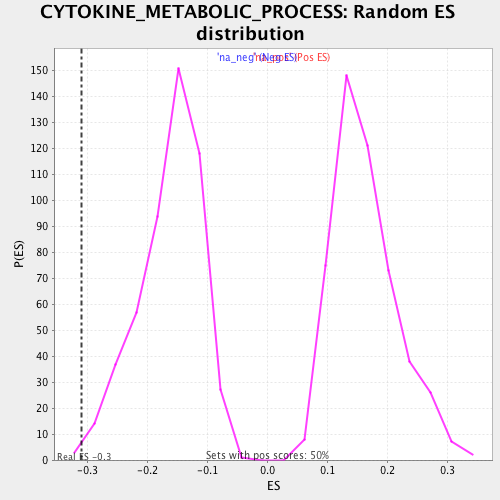 CYTOKINE_METABOLIC_PROCESS: Random ES
distribution
'na_neg' (Neg ES)
'na_pos' (Pos ES)
P(ES)
150
140
130
120
110
100
90
80
70
60
50
40
30
20
10
0
Real ES -0.3
Sets with pos scores: 50%
-0.3 -0.2 -0.1 0.0 0.1 0.2 0.3
ES